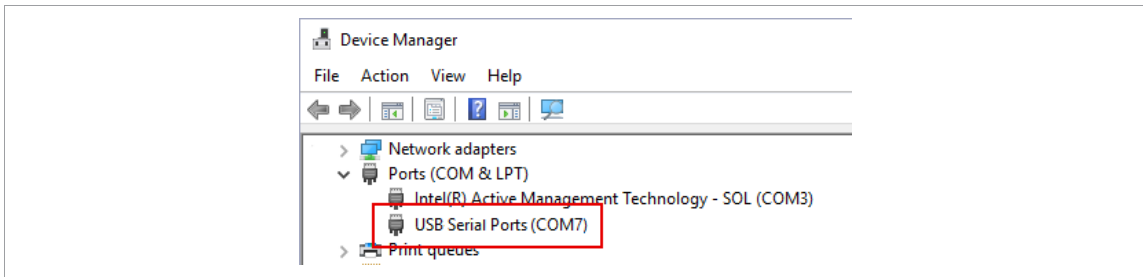 Device Manager
File Action View Help
Network adapters
Ports (COM & LPT)
Intel(R) Active Management Technology - SOL (COM3)
USB Serial Ports (COM7)
Print queues